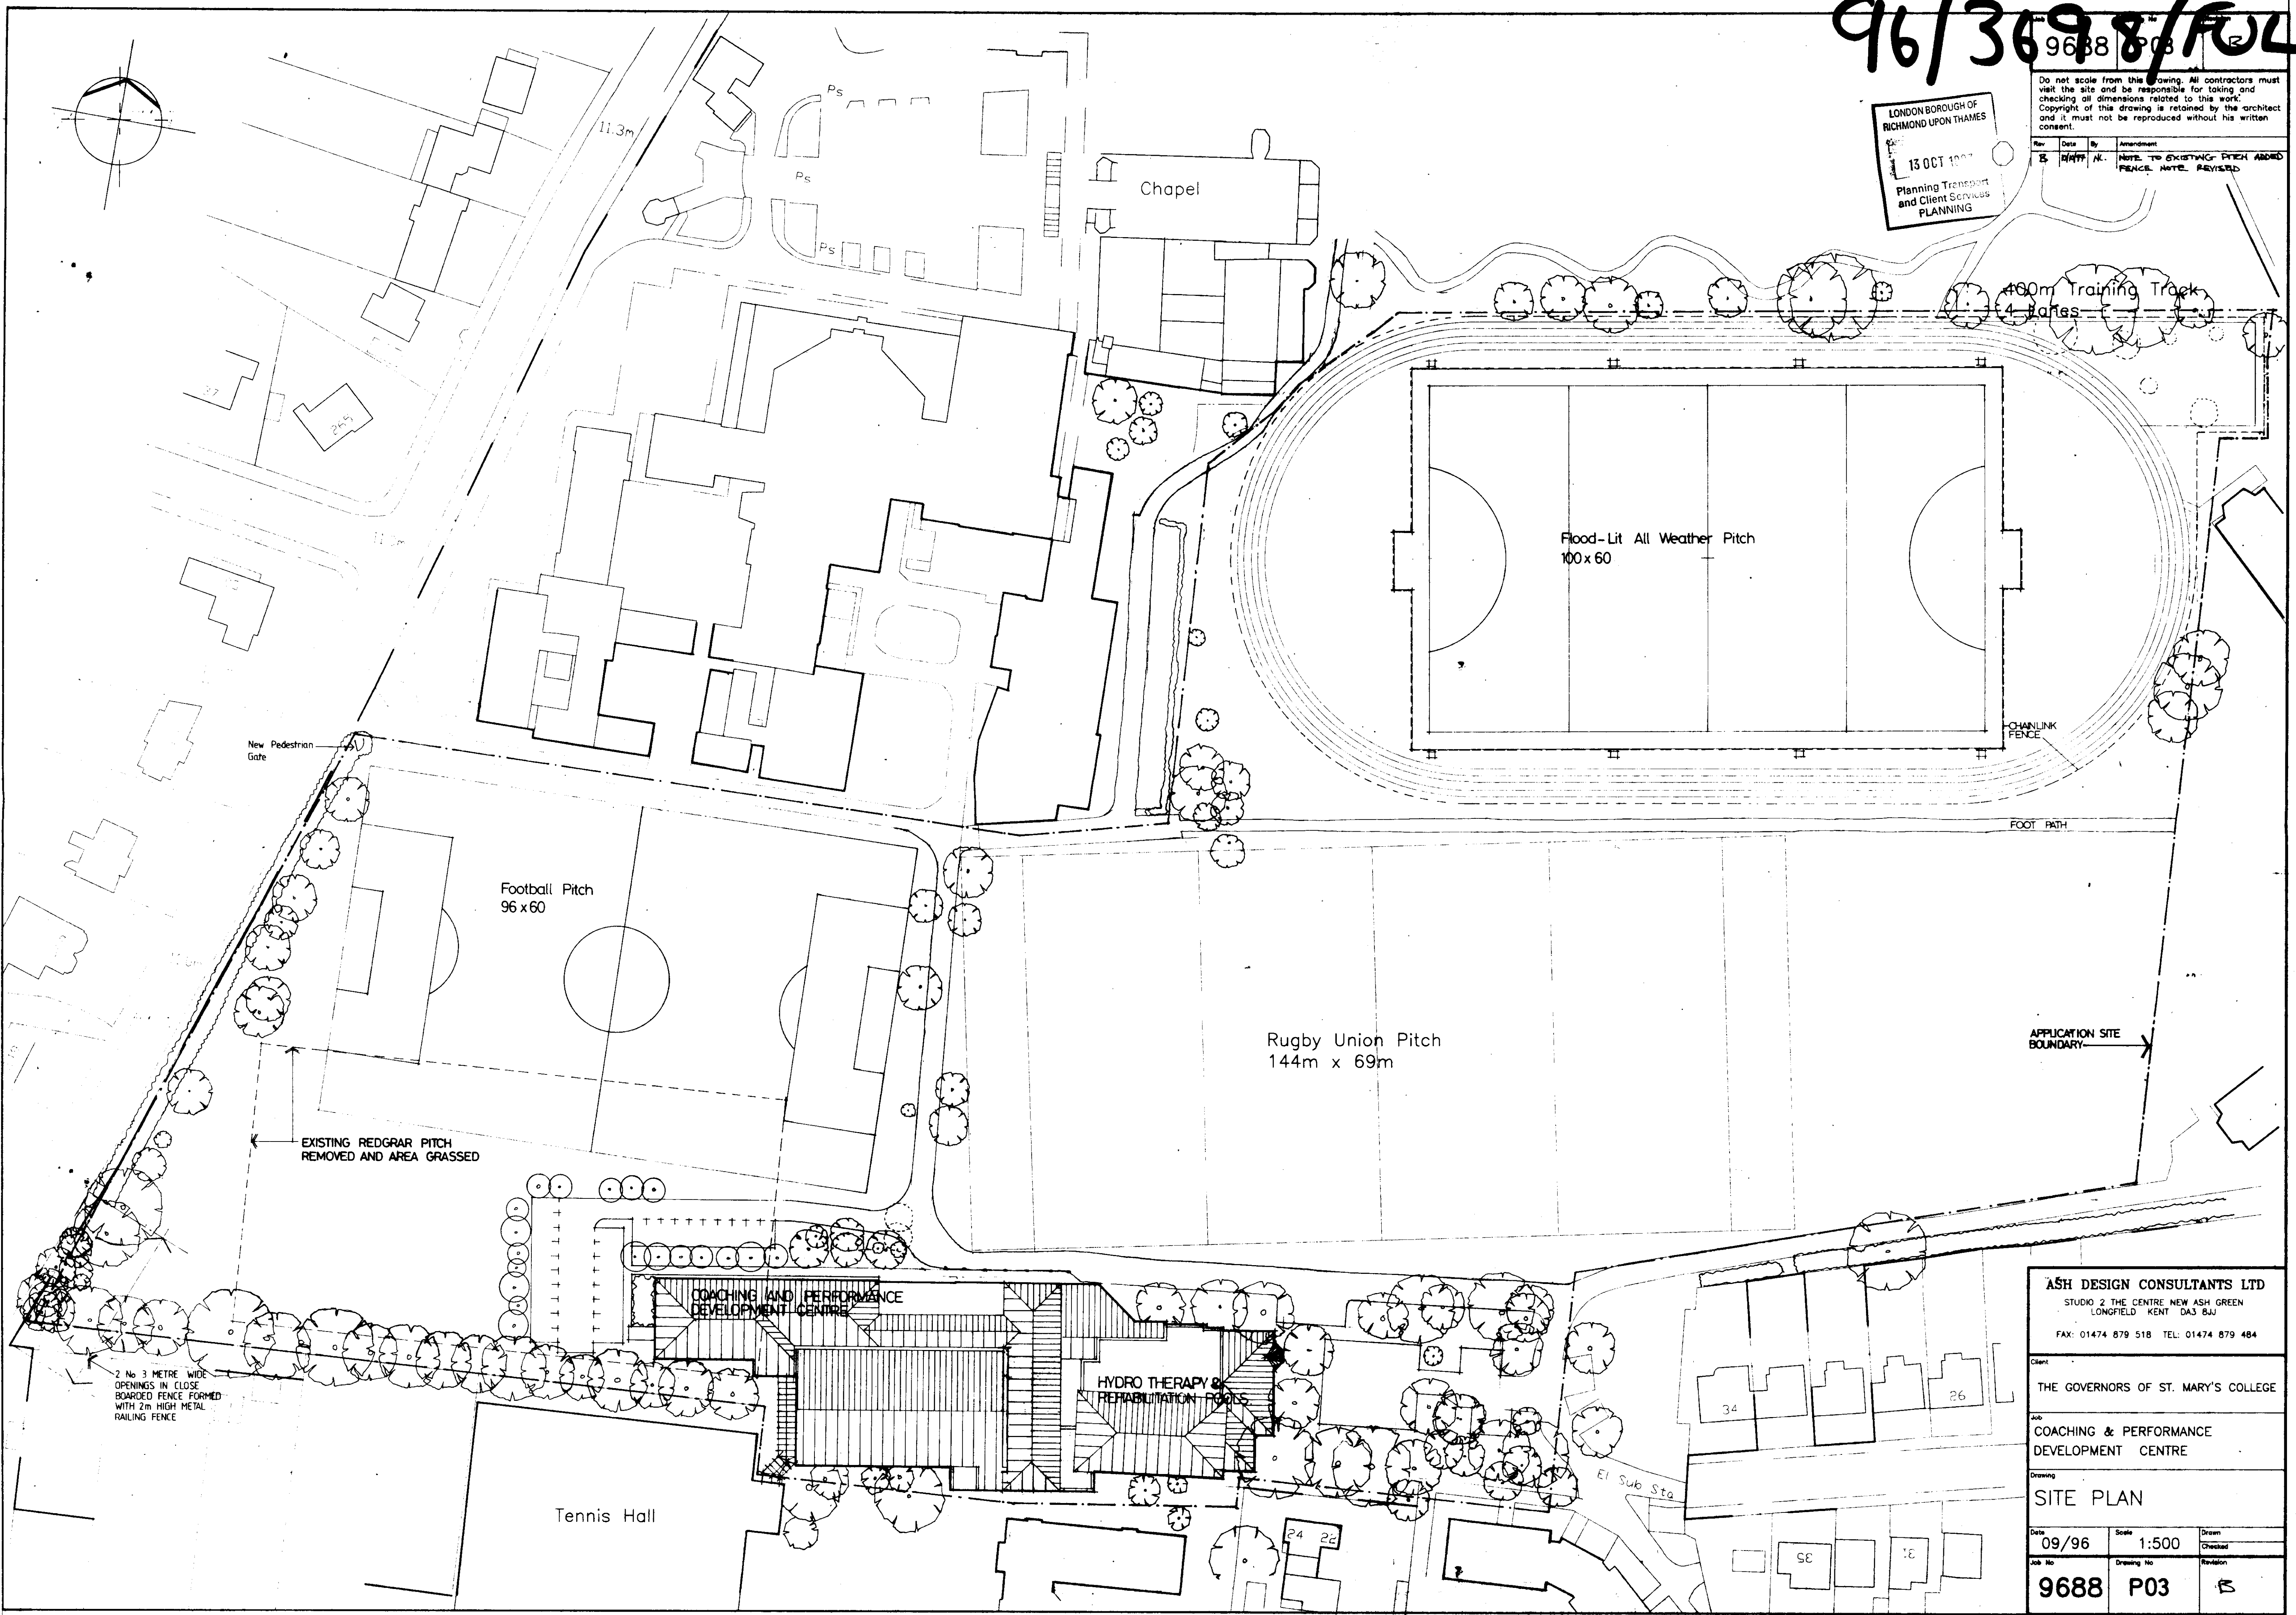 96/3698/FUL
9688 P03 B
Do not scale from this drawing. All contractors must
visit the site and be responsible for taking and
checking all dimensions related to this work.
Copyright of this drawing is retained by the architect
and it must not be reproduced without his written
consent.
Rev Date By Amendment
B NOTE TO EXISTING PITCH ADDED
FENCE NOTE REVISED
LONDON BOROUGH OF
RICHMOND UPON THAMES
13 OCT
Planning Transport
and Client Services
PLANNING
11.3m
Ps
Ps
Ps
Chapel
400m Training Track
4 Lanes
37
265
Flood-Lit All Weather Pitch
100 x 60
CHAINLINK
FENCE
New Pedestrian
Gate
FOOT PATH
Football Pitch
96 x 60
Rugby Union Pitch
144m x 69m
APPLICATION SITE
BOUNDARY
EXISTING REDGRAR PITCH
REMOVED AND AREA GRASSED
COACHING AND PERFORMANCE
DEVELOPMENT CENTRE
HYDRO THERAPY &
REHABILITATION POOLS
2 No 3 METRE WIDE
OPENINGS IN CLOSE
BOARDED FENCE FORMED
WITH 2m HIGH METAL
RAILING FENCE
Tennis Hall
El Sub Sta
34
26
24 22
35
31
ASH DESIGN CONSULTANTS LTD
STUDIO 2 THE CENTRE NEW ASH GREEN
LONGFIELD KENT DA3 8JJ
FAX: 01474 879 518 TEL: 01474 879 484
Client
THE GOVERNORS OF ST. MARY'S COLLEGE
Job
COACHING & PERFORMANCE
DEVELOPMENT CENTRE
Drawing
SITE PLAN
Date Scale Drawn
09/96 1:500 Checked
Job No Drawing No Revision
9688 P03 B